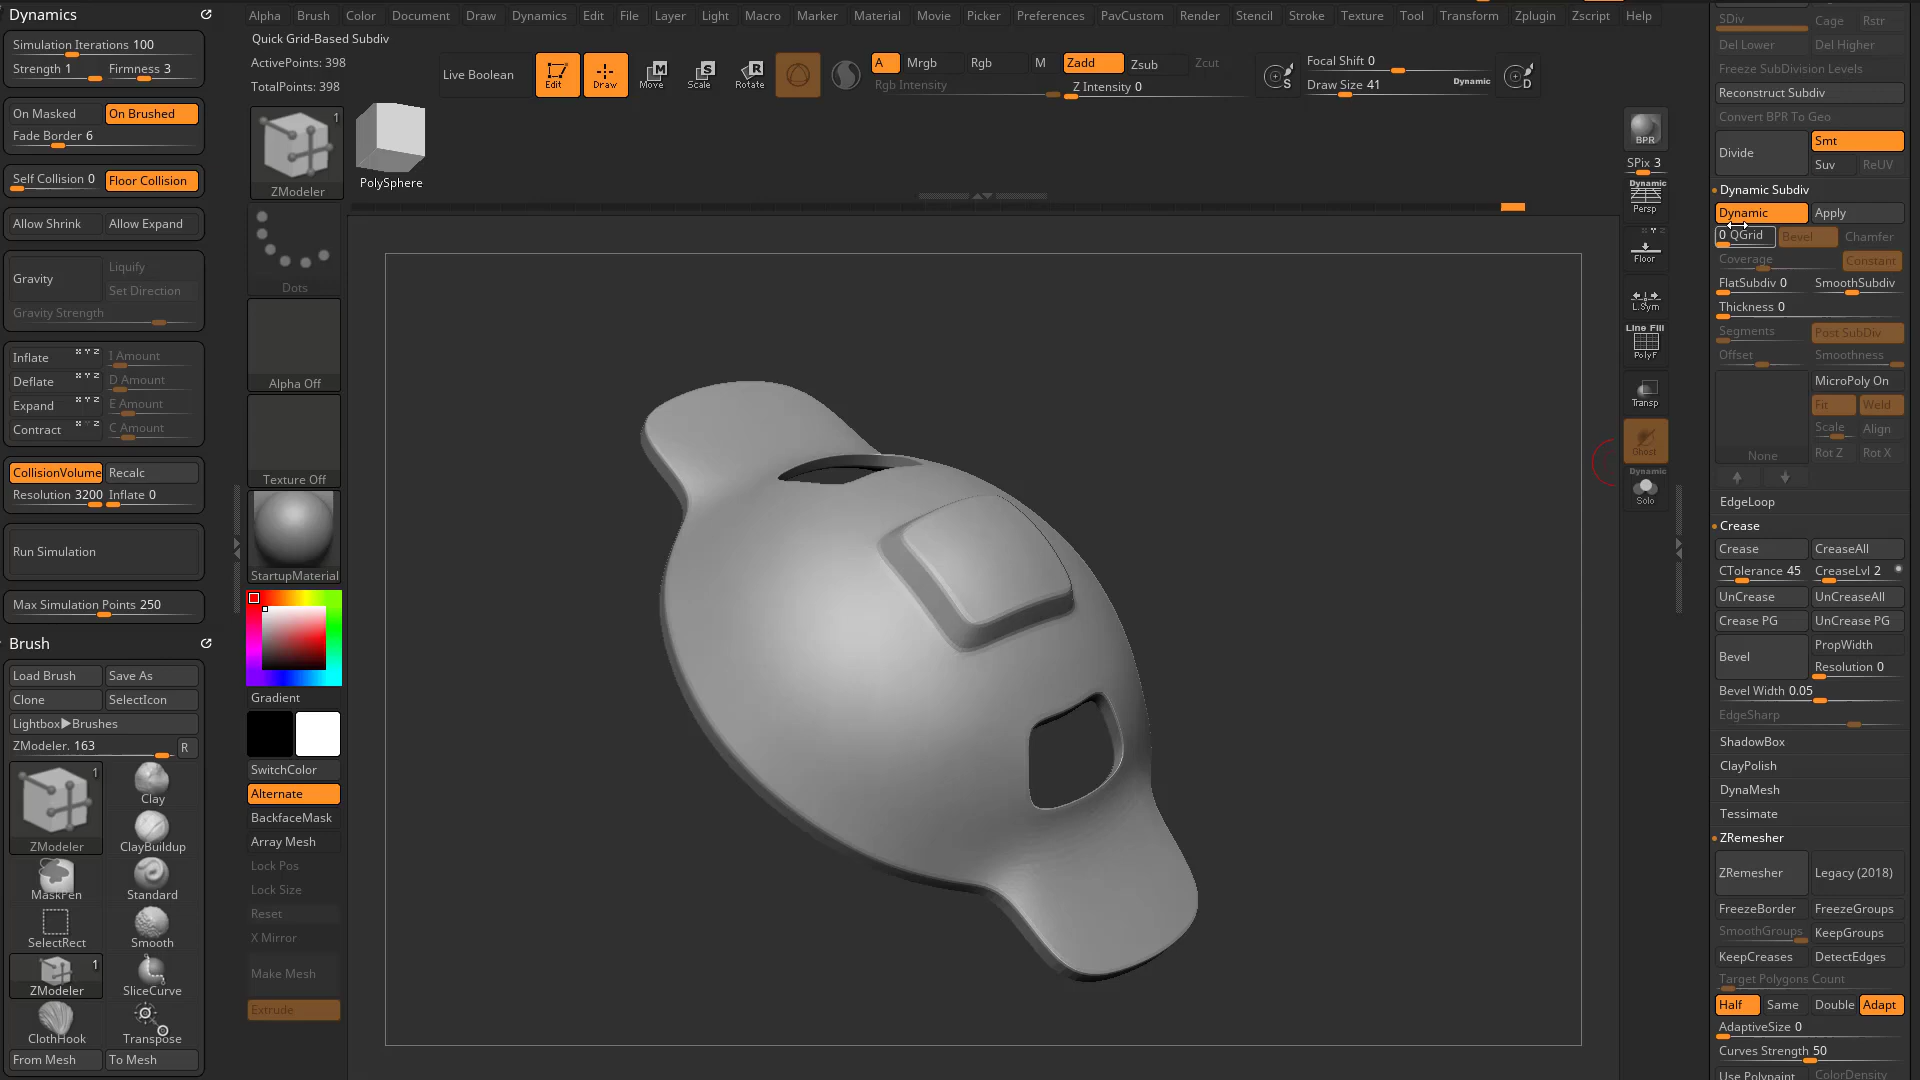 Dynamics
Simulation Iterations 100
Strength 1 Firmness 3
On Masked On Brushed
Fade Border 6
Self Collision 0 Floor Collision
Allow Shrink Allow Expand
Gravity Liquify
Set Direction
Gravity Strength
Inflate X Y Z I Amount
Deflate X Y Z D Amount
Expand X Y Z E Amount
Contract X Y Z C Amount
CollisionVolume Recalc
Resolution 3200 Inflate 0
Run Simulation
Max Simulation Points 250
Brush
Load Brush Save As
Clone SelectIcon
Lightbox▶Brushes
ZModeler. 163 R
1
ZModeler Clay
ClayBuildup
MaskPen Standard
SelectRect Smooth
1
ZModeler SliceCurve
ClothHook Transpose
From Mesh To Mesh
Alpha Brush Color Document Draw Dynamics Edit File Layer Light Macro Marker Material Movie Picker Preferences PavCustom Render Stencil Stroke Texture Tool Transform Zplugin Zscript Help
Quick Grid-Based Subdiv
ActivePoints: 398
TotalPoints: 398
Live Boolean
Edit Draw Move Scale Rotate
A Mrgb Rgb M Zadd Zsub Zcut
Rgb Intensity Z Intensity 0
S Focal Shift 0
Draw Size 41 Dynamic D
1
ZModeler
PolySphere
Dots
Alpha Off
Texture Off
StartupMaterial
Gradient
SwitchColor
Alternate
BackfaceMask
Array Mesh
Lock Pos
Lock Size
Reset
X Mirror
Make Mesh
Extrude
BPR
SPix 3
Dynamic
Persp
Floor
L.Sym
Line Fill
PolyF
Transp
Ghost
Dynamic
Solo
SDiv Cage Rstr
Del Lower Del Higher
Freeze SubDivision Levels
Reconstruct Subdiv
Convert BPR To Geo
Divide Smt
Suv ReUV
Dynamic Subdiv
Dynamic Apply
0 QGrid Bevel Chamfer
Coverage Constant
FlatSubdiv 0 SmoothSubdiv
Thickness 0
Segments Post SubDiv
Offset Smoothness
MicroPoly On
Fit Weld
Scale Align
None Rot Z Rot X
EdgeLoop
Crease
Crease CreaseAll
CTolerance 45 CreaseLvl 2
UnCrease UnCreaseAll
Crease PG UnCrease PG
Bevel PropWidth
Resolution 0
Bevel Width 0.05
EdgeSharp
ShadowBox
ClayPolish
DynaMesh
Tessimate
ZRemesher
ZRemesher Legacy (2018)
FreezeBorder FreezeGroups
SmoothGroups KeepGroups
KeepCreases DetectEdges
Target Polygons Count
Half Same Double Adapt
AdaptiveSize 0
Curves Strength 50
Use Polypaint ColorDensity